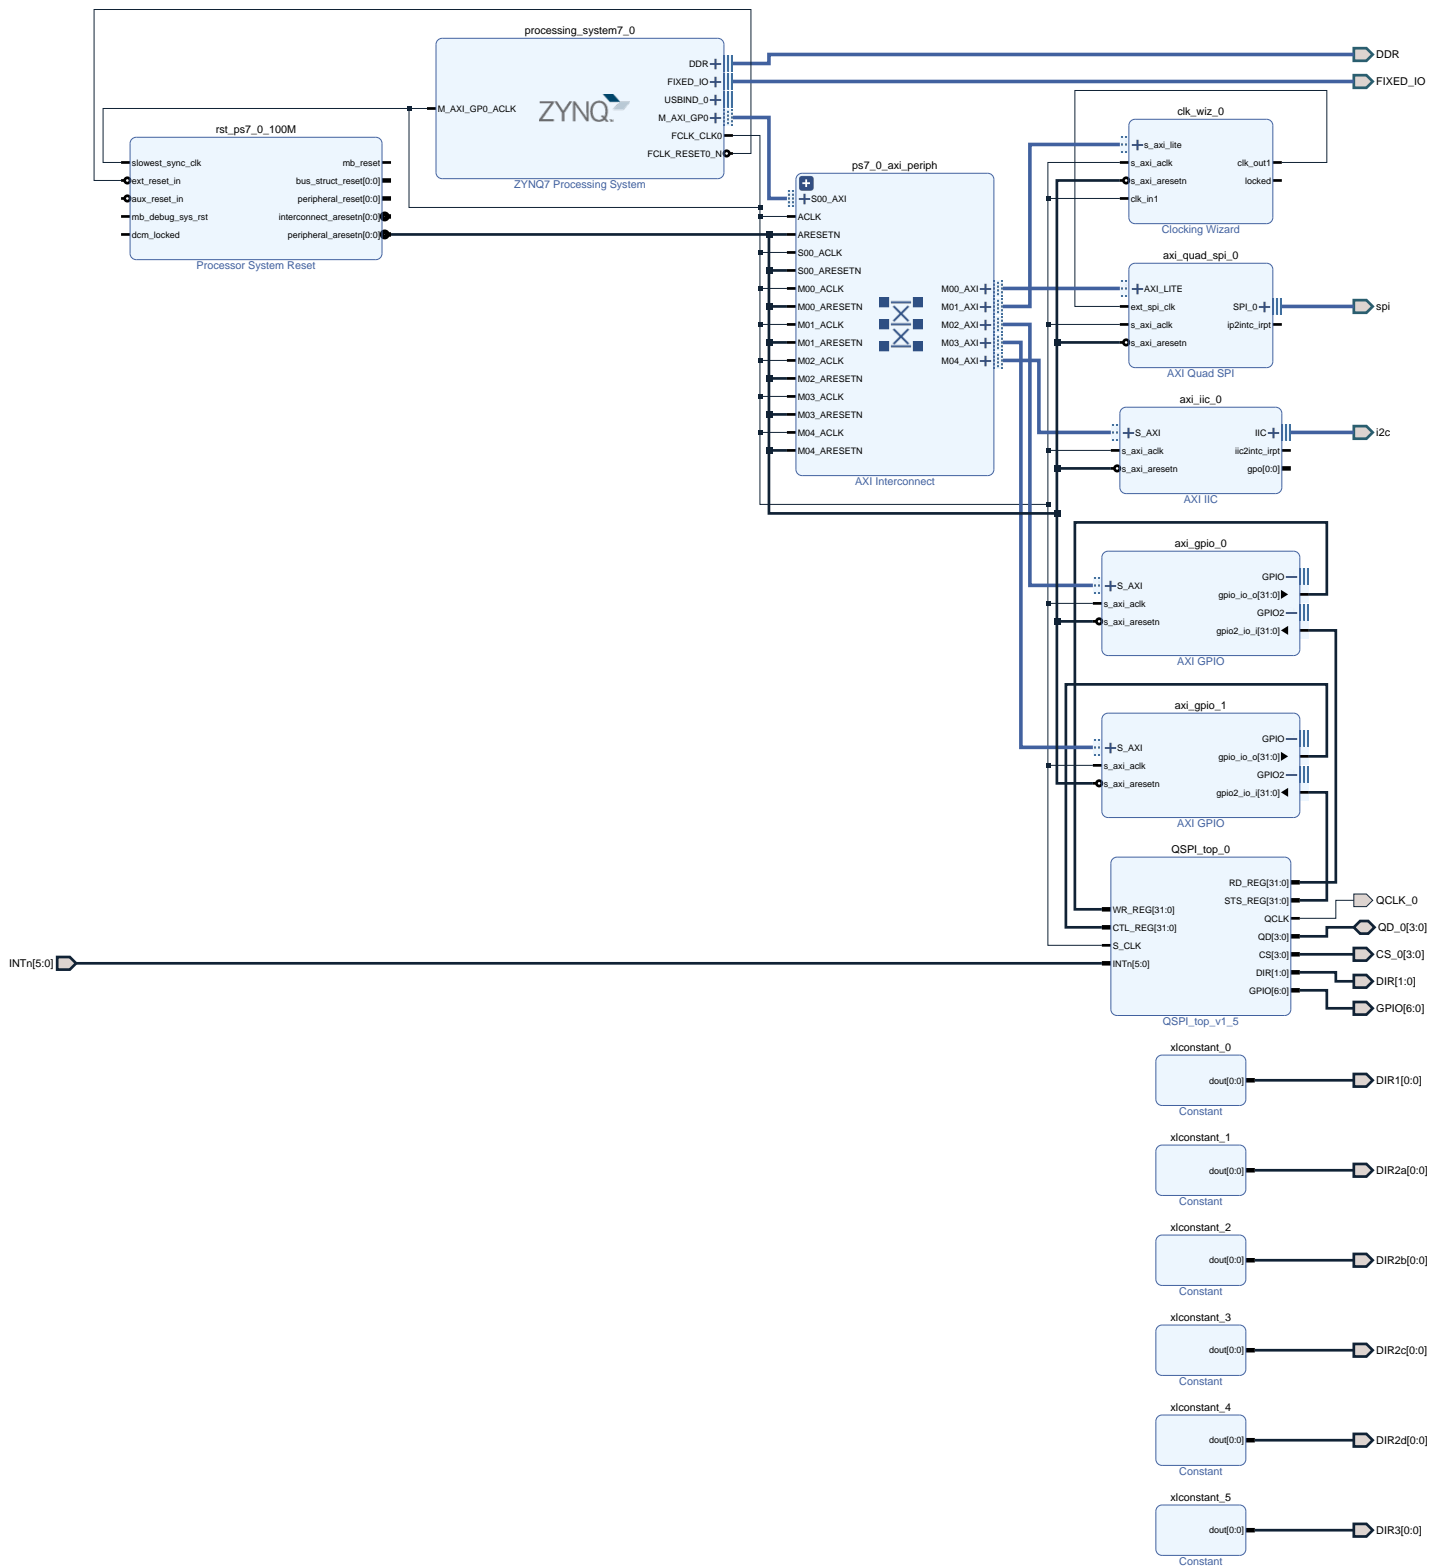 processing_system7_0
DDR
FIXED_IO
USBIND_0
M_AXI_GP0_ACLK
M_AXI_GP0
FCLK_CLK0
FCLK_RESET0_N
ZYNQ
ZYNQ7 Processing System
DDR
FIXED_IO
rst_ps7_0_100M
slowest_sync_clk
mb_reset
ext_reset_in
bus_struct_reset[0:0]
aux_reset_in
peripheral_reset[0:0]
mb_debug_sys_rst
interconnect_aresetn[0:0]
dcm_locked
peripheral_aresetn[0:0]
Processor System Reset
ps7_0_axi_periph
S00_AXI
ACLK
ARESETN
S00_ACLK
S00_ARESETN
M00_ACLK
M00_ARESETN
M01_ACLK
M01_ARESETN
M02_ACLK
M02_ARESETN
M03_ACLK
M03_ARESETN
M04_ACLK
M04_ARESETN
M00_AXI
M01_AXI
M02_AXI
M03_AXI
M04_AXI
AXI Interconnect
clk_wiz_0
s_axi_lite
s_axi_aclk
s_axi_aresetn
clk_in1
clk_out1
locked
Clocking Wizard
axi_quad_spi_0
AXI_LITE
ext_spi_clk
s_axi_aclk
s_axi_aresetn
SPI_0
ip2intc_irpt
AXI Quad SPI
spi
axi_iic_0
S_AXI
s_axi_aclk
s_axi_aresetn
IIC
iic2intc_irpt
gpo[0:0]
AXI IIC
i2c
axi_gpio_0
S_AXI
s_axi_aclk
s_axi_aresetn
GPIO
gpio_io_o[31:0]
GPIO2
gpio2_io_i[31:0]
AXI GPIO
axi_gpio_1
S_AXI
s_axi_aclk
s_axi_aresetn
GPIO
gpio_io_o[31:0]
GPIO2
gpio2_io_i[31:0]
AXI GPIO
QSPI_top_0
WR_REG[31:0]
CTL_REG[31:0]
S_CLK
INTn[5:0]
RD_REG[31:0]
STS_REG[31:0]
QCLK
QD[3:0]
CS[3:0]
DIR[1:0]
GPIO[6:0]
QSPI_top_v1_5
INTn[5:0]
QCLK_0
QD_0[3:0]
CS_0[3:0]
DIR[1:0]
GPIO[6:0]
xlconstant_0
dout[0:0]
Constant
DIR1[0:0]
xlconstant_1
dout[0:0]
Constant
DIR2a[0:0]
xlconstant_2
dout[0:0]
Constant
DIR2b[0:0]
xlconstant_3
dout[0:0]
Constant
DIR2c[0:0]
xlconstant_4
dout[0:0]
Constant
DIR2d[0:0]
xlconstant_5
dout[0:0]
Constant
DIR3[0:0]